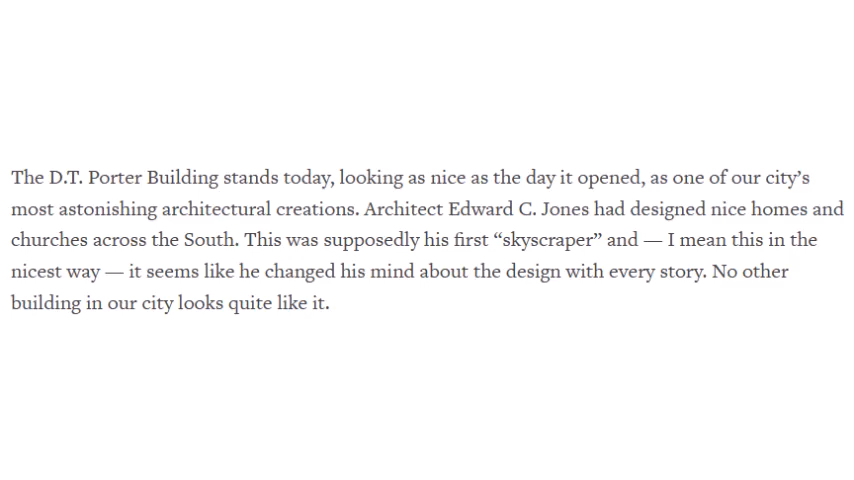 The D.T. Porter Building stands today, looking as nice as the day it opened, as one of our city’s
most astonishing architectural creations. Architect Edward C. Jones had designed nice homes and
churches across the South. This was supposedly his first “skyscraper” and — I mean this in the
nicest way — it seems like he changed his mind about the design with every story. No other
building in our city looks quite like it.